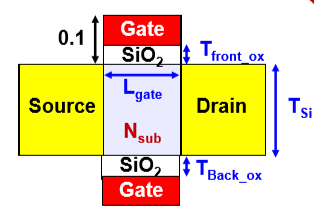 Gate
0.1
SiO2
Tfront_ox
Lgate
Source
Drain
TSi
Nsub
SiO2
TBack_ox
Gate